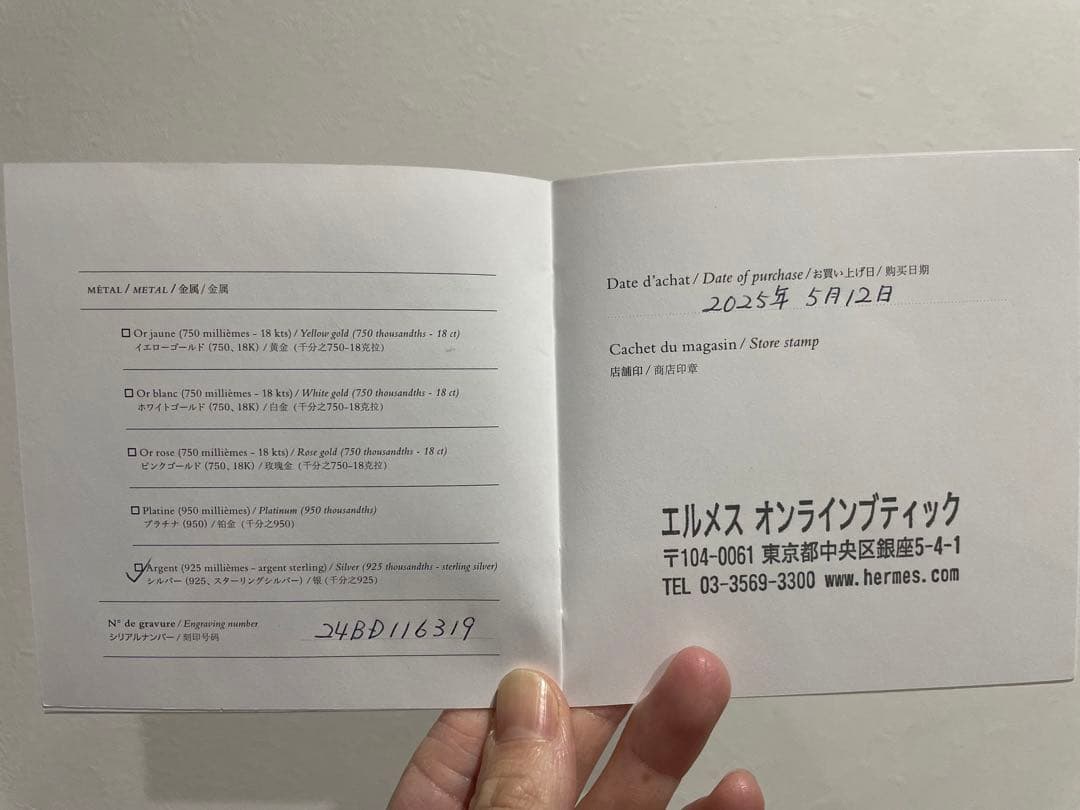 MÉTAL / METAL / 金属 / 金属
Or jaune (750 millièmes - 18 kts) / Yellow gold (750 thousandths - 18 ct)
イエローゴールド (750、18K) / 黄金 (千分之750-18克拉)
Or blanc (750 millièmes - 18 kts) / White gold (750 thousandths - 18 ct)
ホワイトゴールド (750、18K) / 白金 (千分之750-18克拉)
Or rose (750 millièmes - 18 kts) / Rose gold (750 thousandths - 18 ct)
ピンクゴールド (750、18K) / 玫瑰金 (千分之750-18克拉)
Platine (950 millièmes) / Platinum (950 thousandths)
プラチナ (950) / 铂金 (千分之950)
Argent (925 millièmes - argent sterling) / Silver (925 thousandths - sterling silver)
シルバー (925、スターリングシルバー) / 银 (千分之925)
N° de gravure / Engraving number
シリアルナンバー / 刻印号码
24BD116319
Date d'achat / Date of purchase / お買い上げ日 / 购买日期
2025年 5月12日
Cachet du magasin / Store stamp
店舗印 / 商店印章
エルメス オンラインブティック
〒104-0061 東京都中央区銀座5-4-1
TEL 03-3569-3300 www.hermes.com